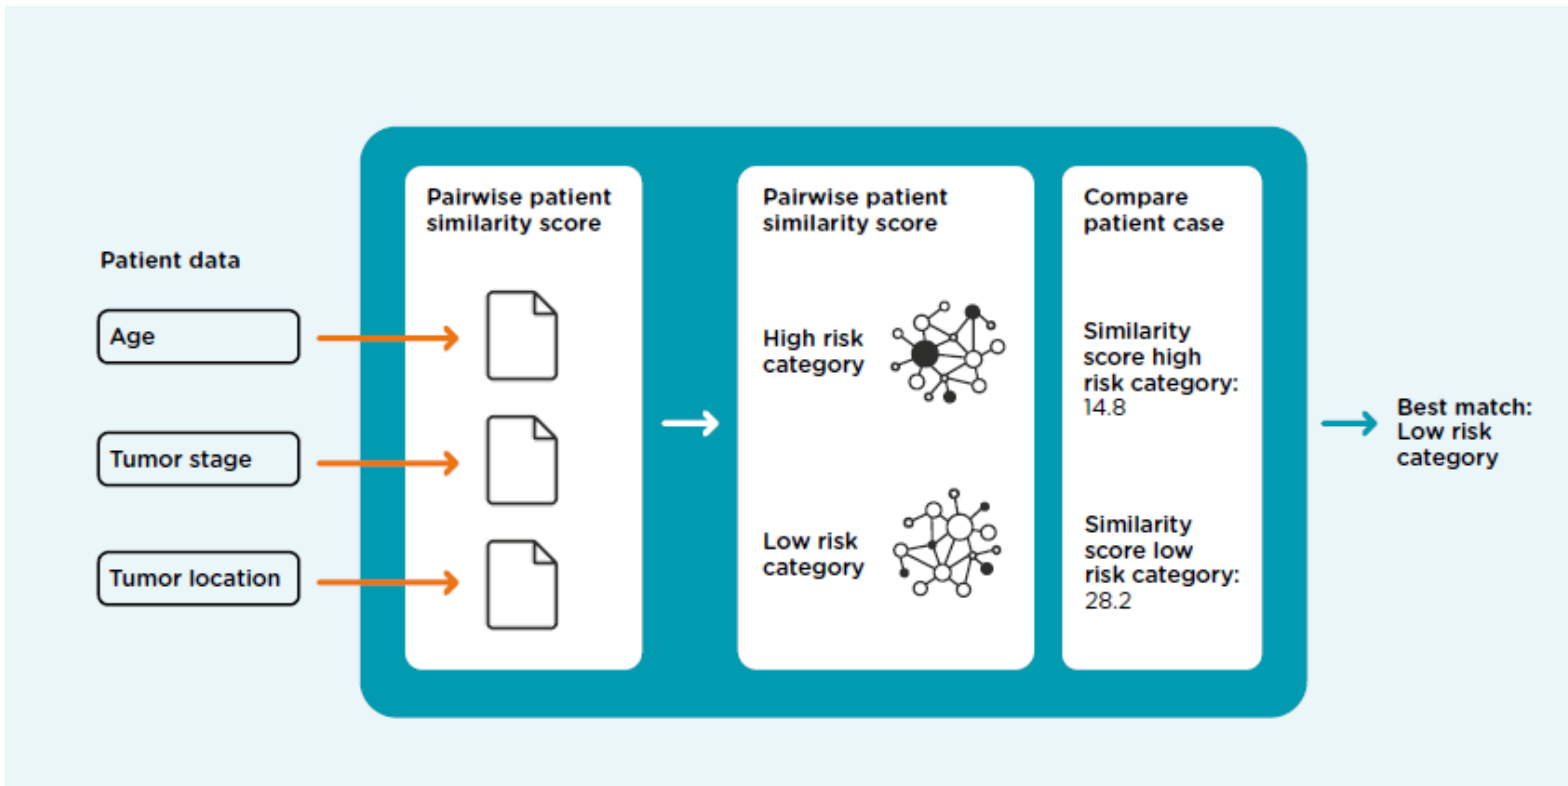 Patient data
Age
Tumor stage
Tumor location
Pairwise patient
similarity score
Pairwise patient
similarity score
High risk
category
Low risk
category
Compare
patient case
Similarity
score high
risk category:
14.8
Similarity
score low
risk category:
28.2
Best match:
Low risk
category